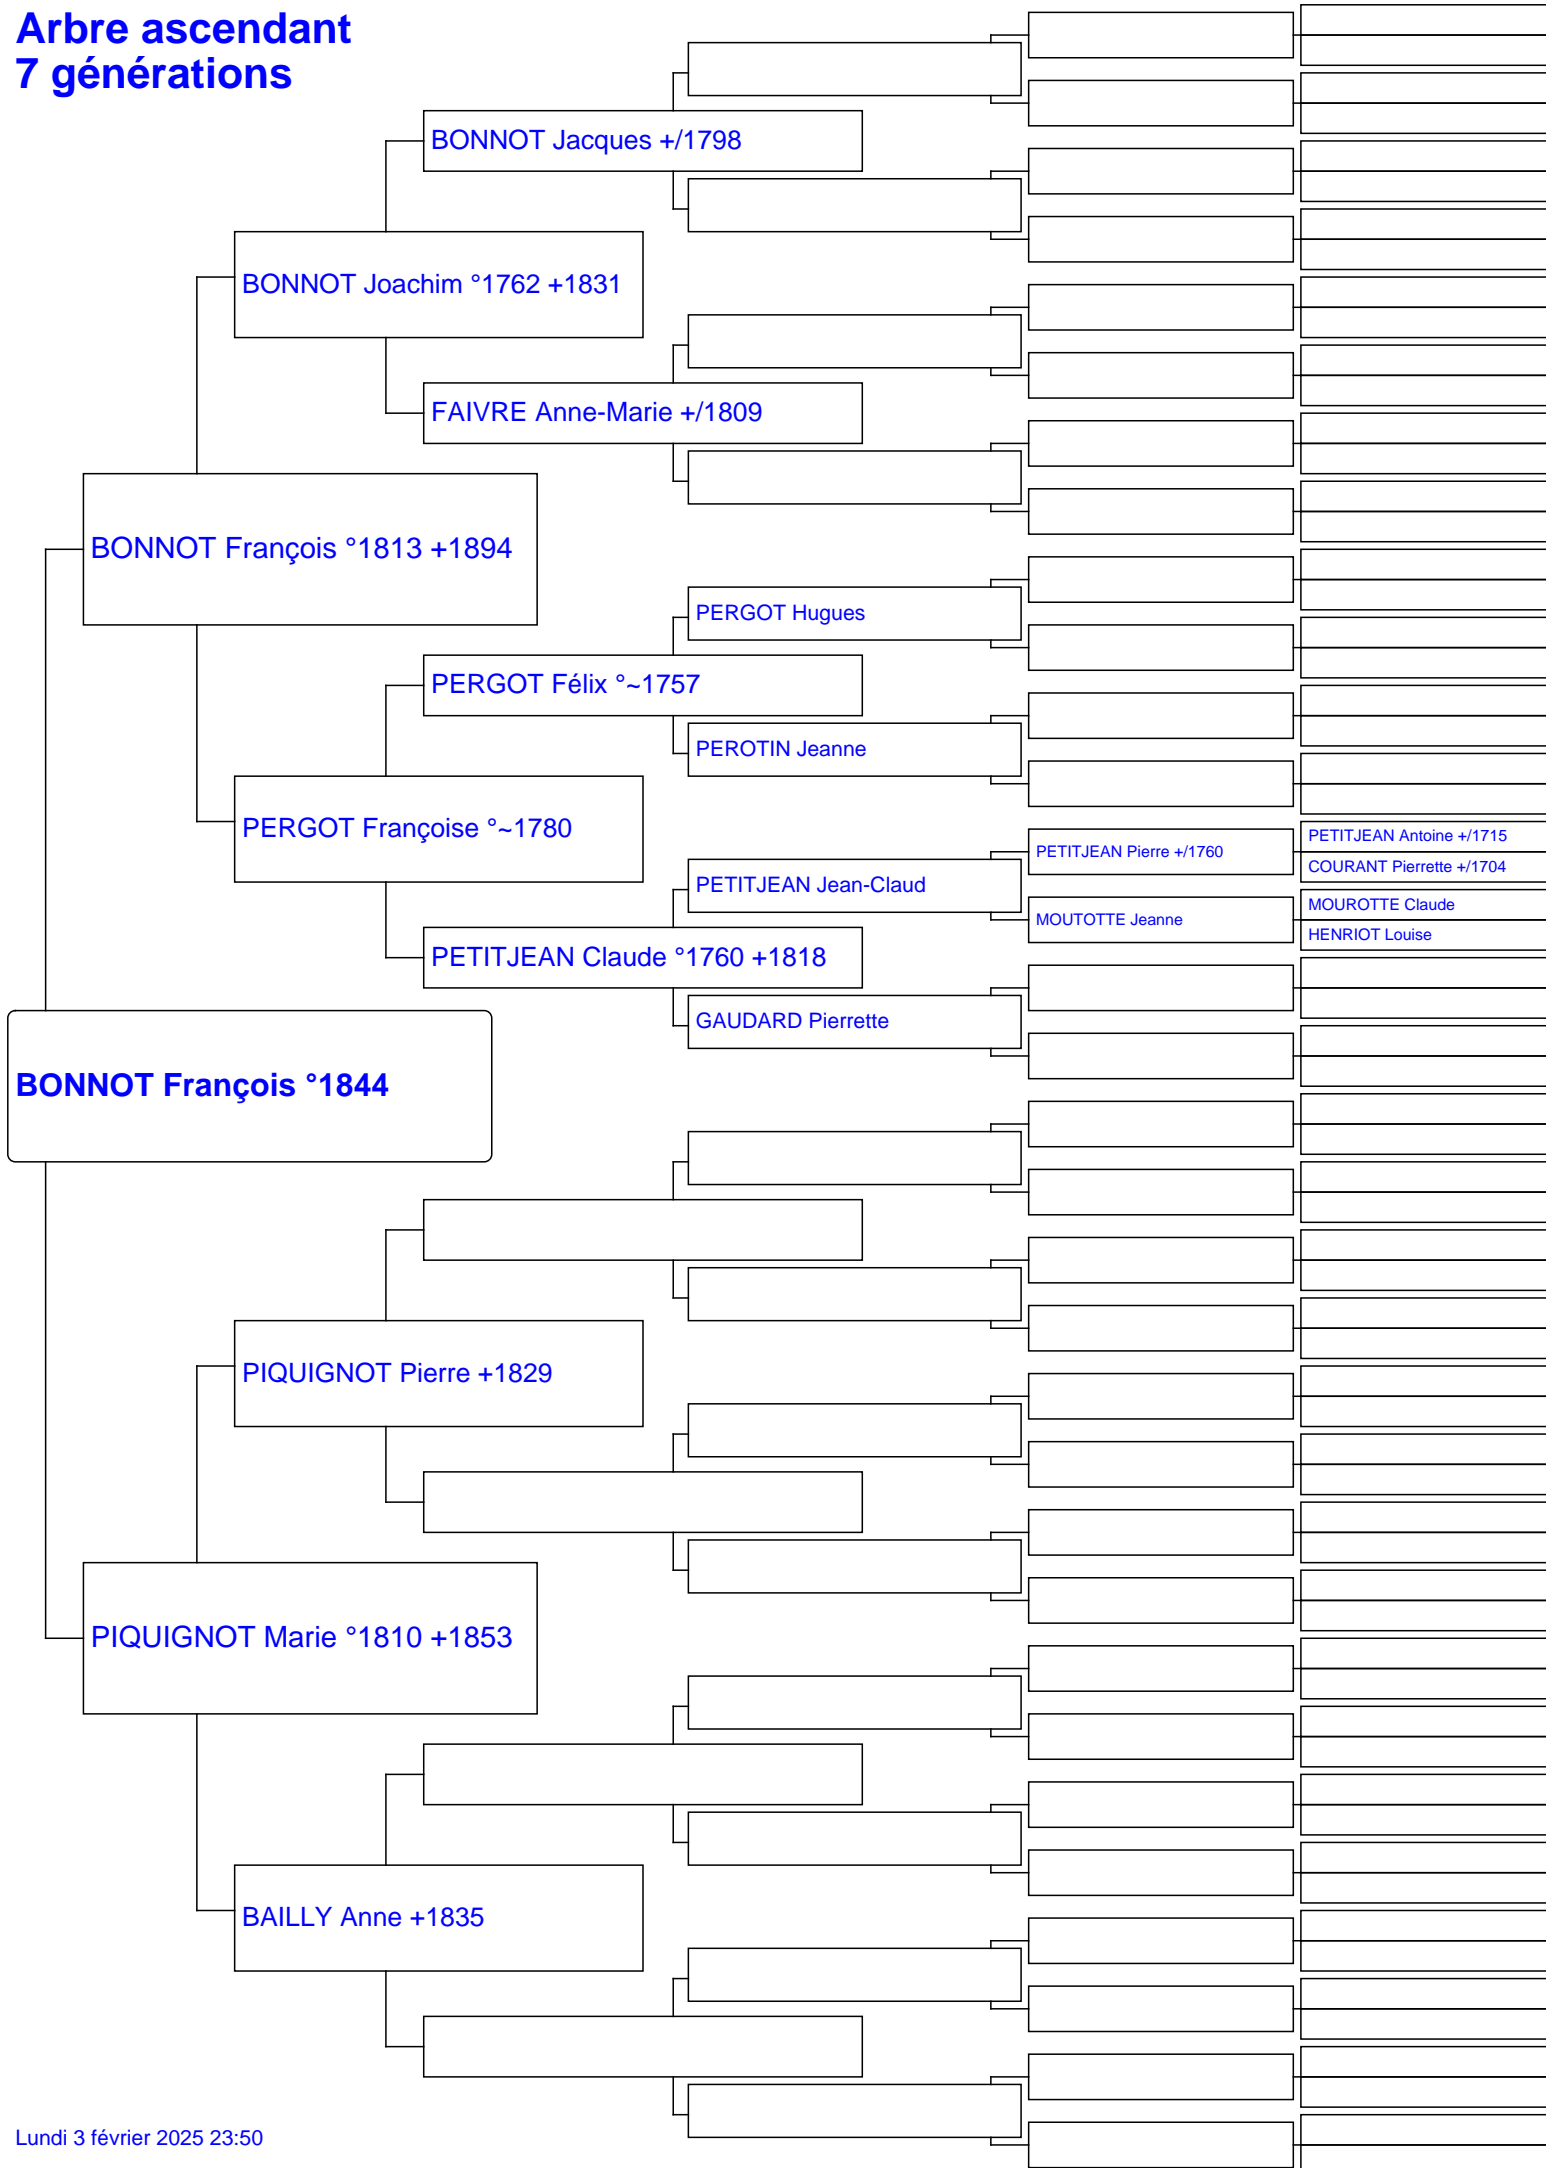 Arbre ascendant
7 générations
BONNOT Jacques +/1798
BONNOT Joachim °1762 +1831
FAIVRE Anne-Marie +/1809
BONNOT François °1813 +1894
PERGOT Hugues
PERGOT Félix °~1757
PEROTIN Jeanne
PERGOT Françoise °~1780
PETITJEAN Antoine +/1715
PETITJEAN Pierre +/1760
COURANT Pierrette +/1704
PETITJEAN Jean-Claud
MOUROTTE Claude
MOUTOTTE Jeanne
HENRIOT Louise
PETITJEAN Claude °1760 +1818
GAUDARD Pierrette
BONNOT François °1844
PIQUIGNOT Pierre +1829
PIQUIGNOT Marie °1810 +1853
BAILLY Anne +1835
Lundi 3 février 2025 23:50